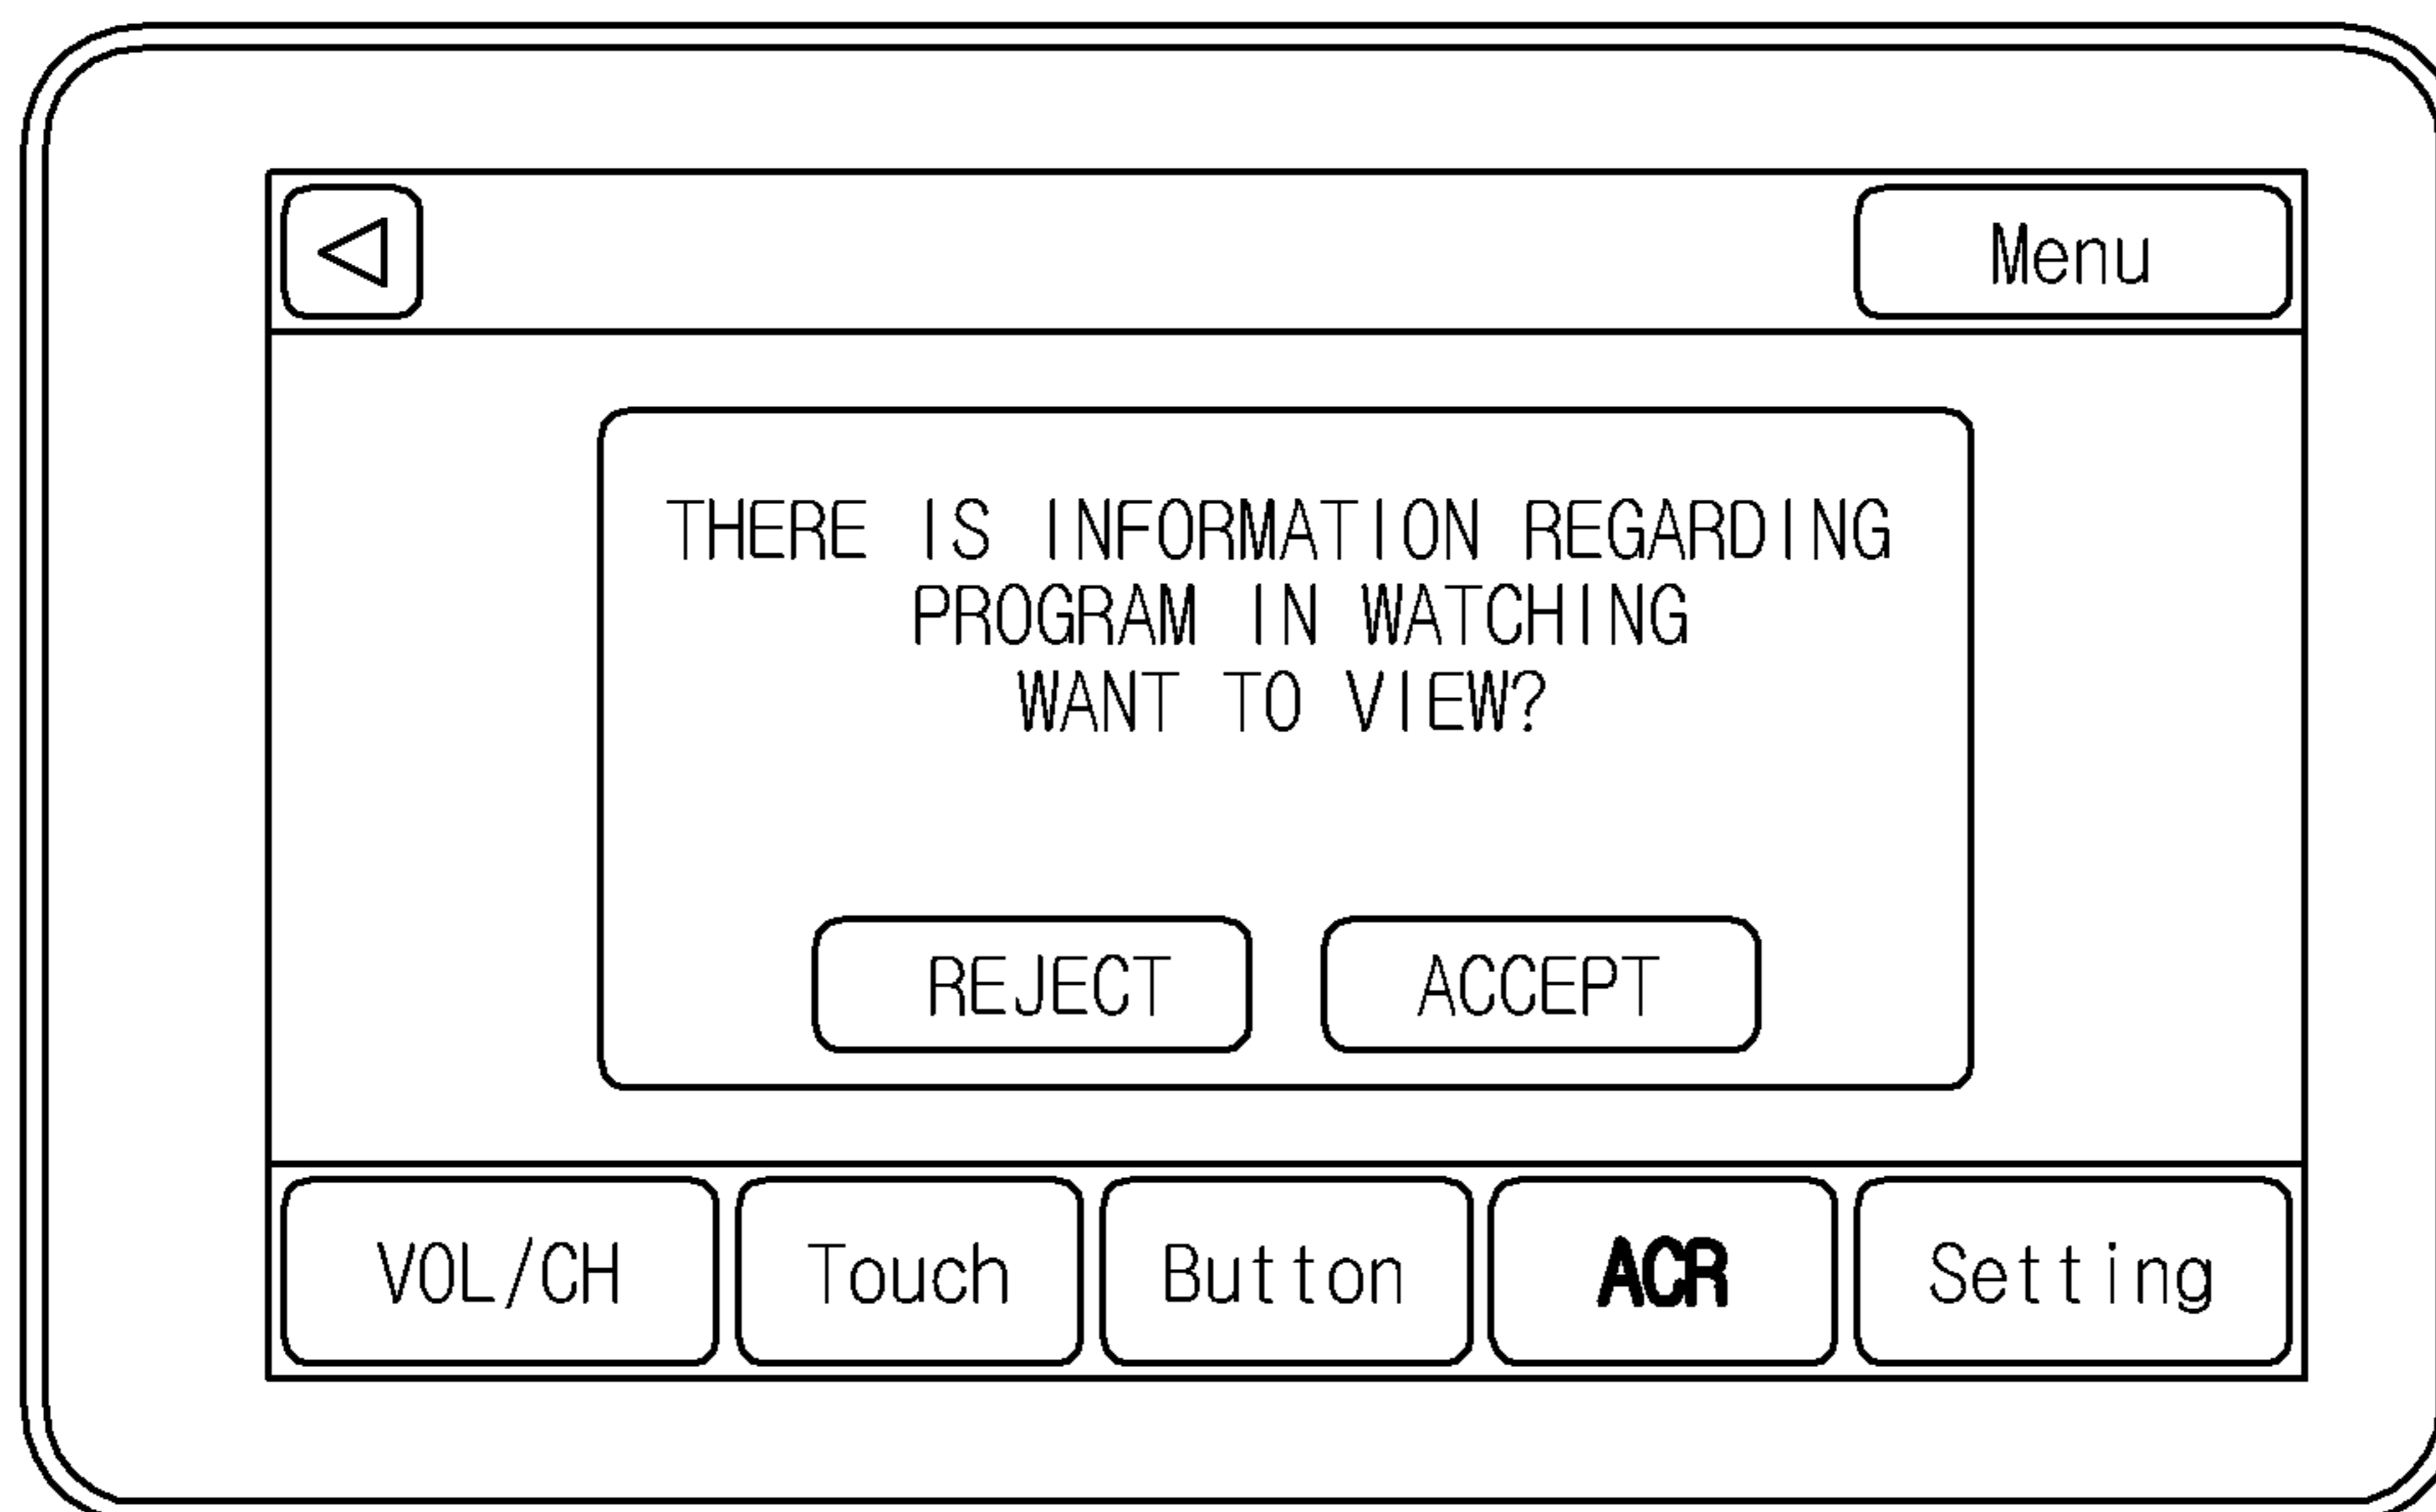 Menu
THERE IS INFORMATION REGARDING
PROGRAM IN WATCHING
WANT TO VIEW?
REJECT ACCEPT
VOL/CH Touch Button ACR Setting